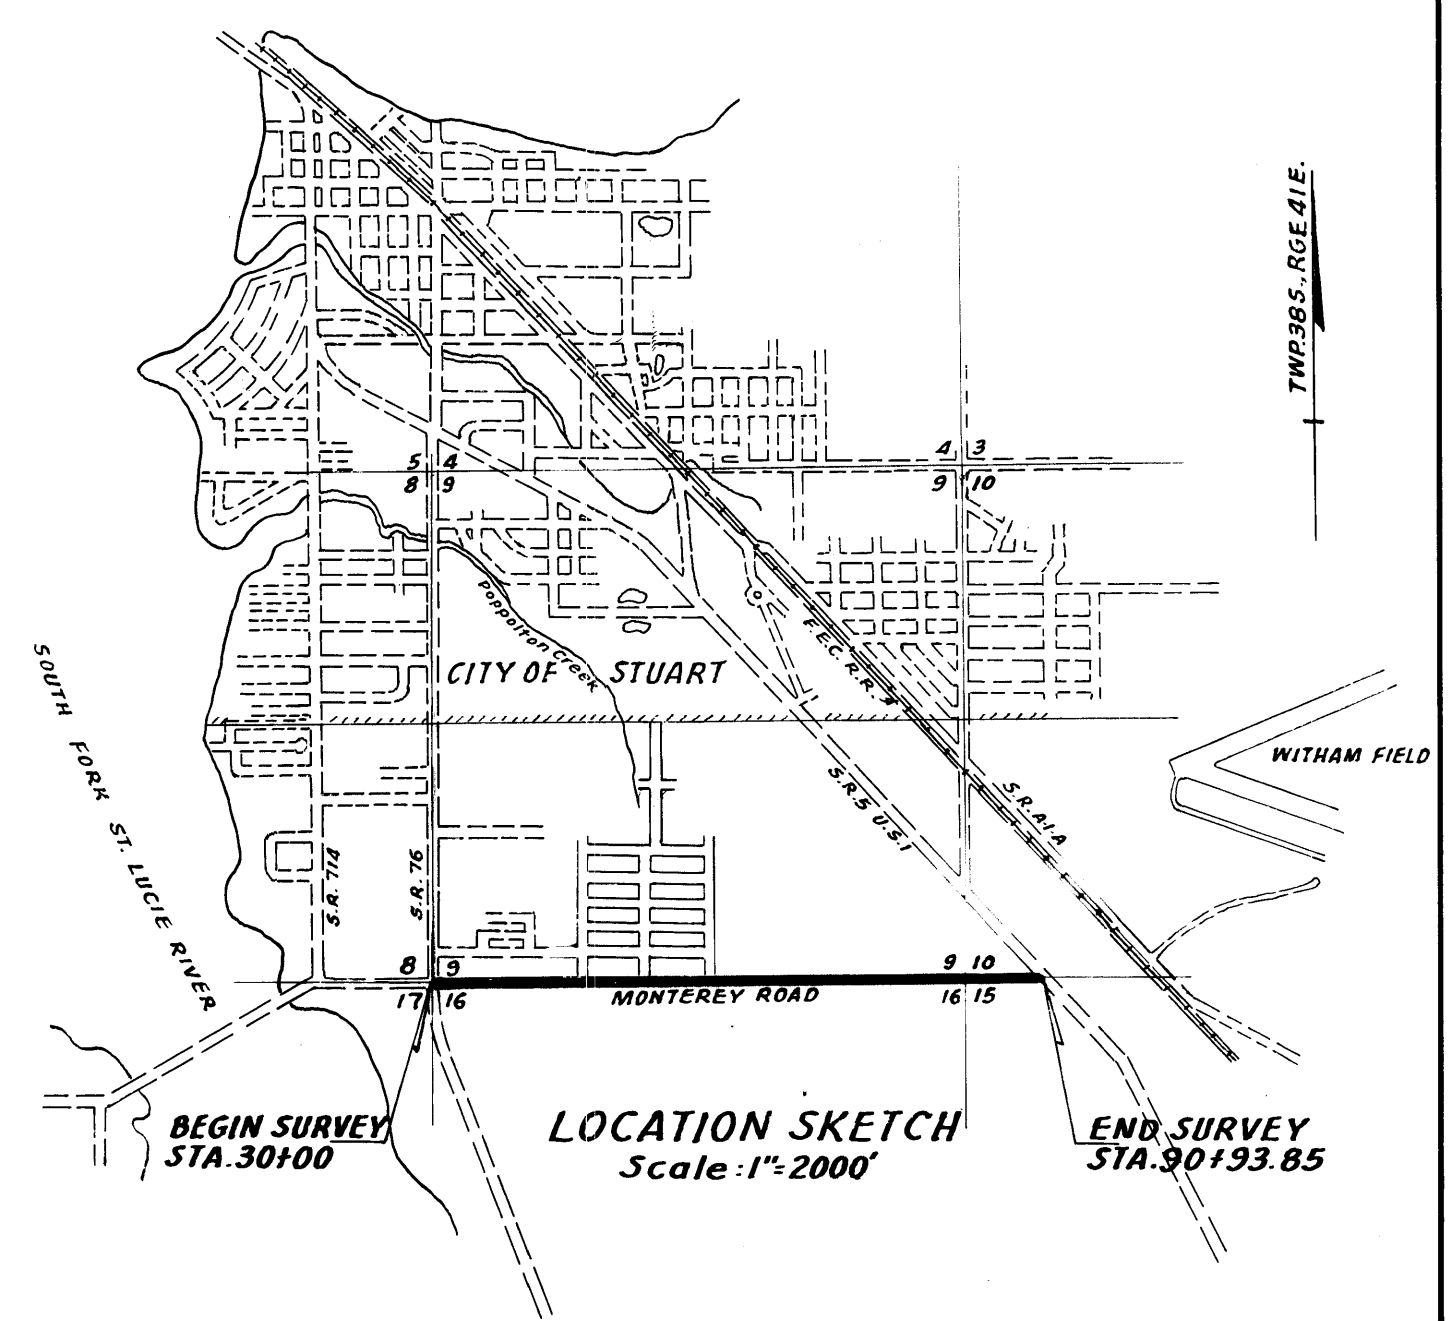 TWP.38S.,RGE 41E.
5 4
8 9
4 3
9 10
Poppolton Creek
CITY OF STUART
F.E.C. R.R.
SOUTH FORK ST. LUCIE RIVER
WITHAM FIELD
S.R.5 U.S.1
S.R.A-1-A
S.R. 714
S.R. 76
8 9
17 16
9 10
16 15
MONTEREY ROAD
BEGIN SURVEY
STA.30+00
LOCATION SKETCH
Scale:1"=2000'
END SURVEY
STA.90+93.85